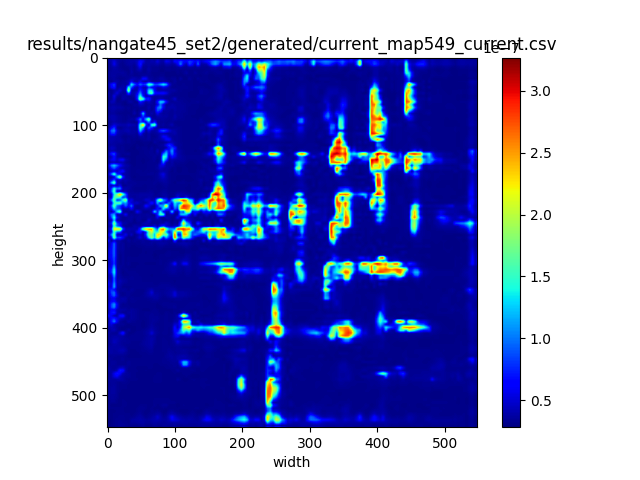 results/nangate45_set2/generated/current_map549_current.csv
1e−7
0
100
200
300
400
500
height
0 100 200 300 400 500
width
3.0
2.5
2.0
1.5
1.0
0.5